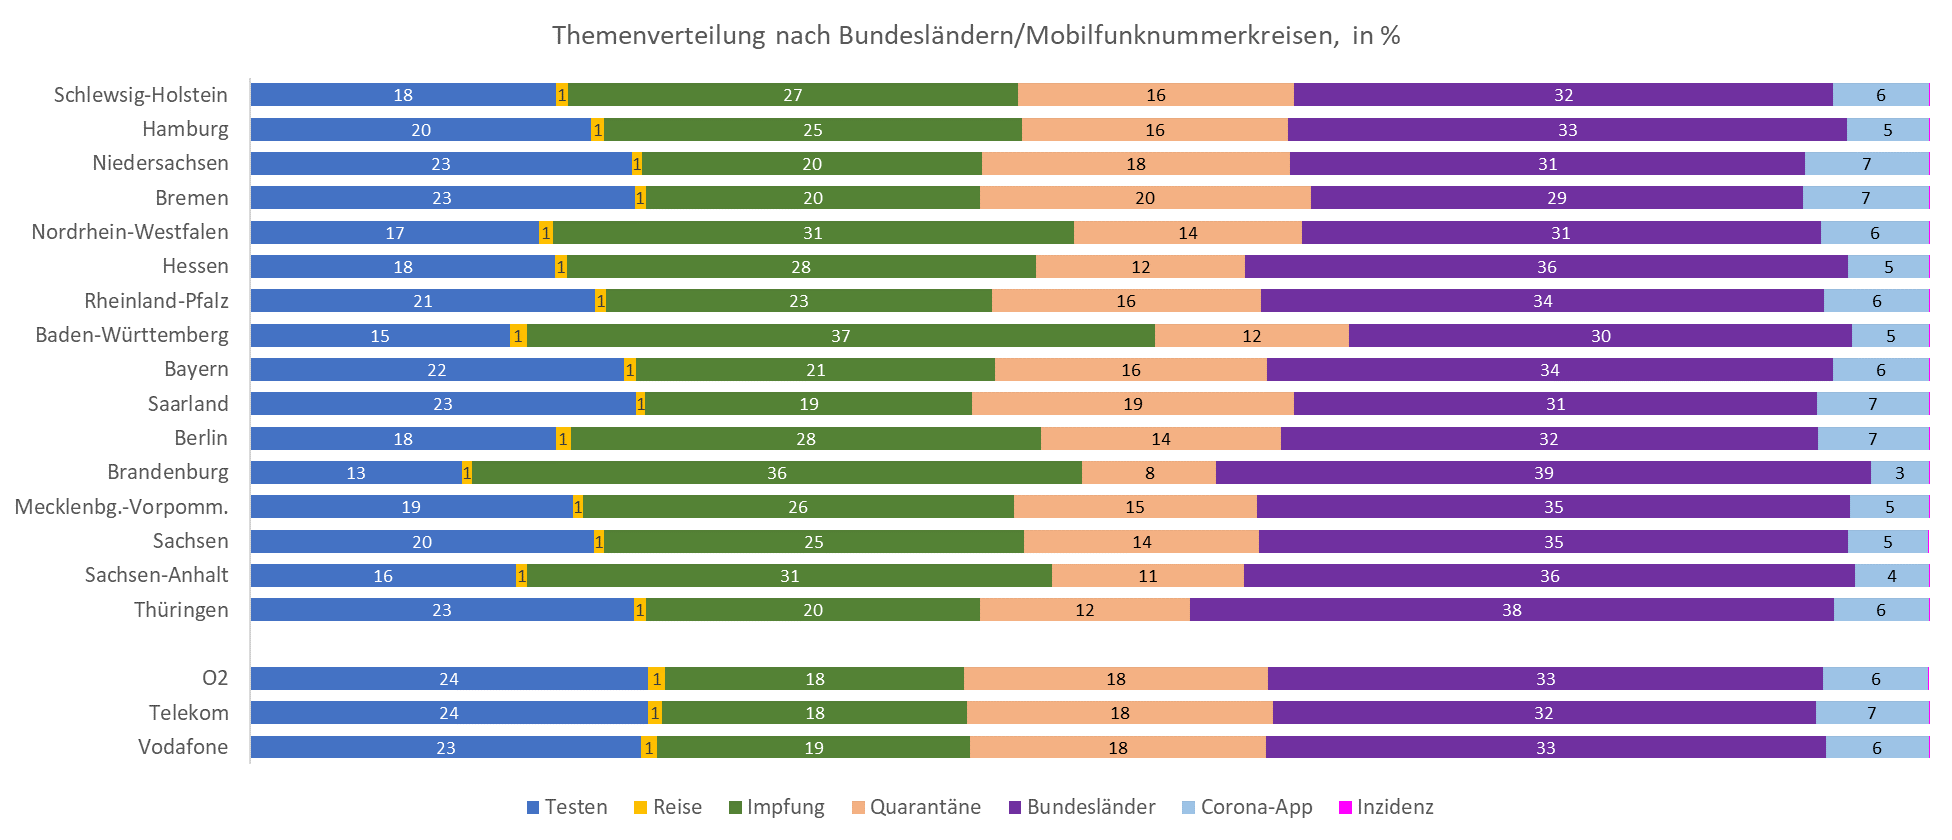 Themenverteilung nach Bundesländern/Mobilfunknummerkreisen, in %
Schlewsig-Holstein 18 1 27 16 32 6
Hamburg 20 1 25 16 33 5
Niedersachsen 23 1 20 18 31 7
Bremen 23 1 20 20 29 7
Nordrhein-Westfalen 17 1 31 14 31 6
Hessen 18 1 28 12 36 5
Rheinland-Pfalz 21 1 23 16 34 6
Baden-Württemberg 15 1 37 12 30 5
Bayern 22 1 21 16 34 6
Saarland 23 1 19 19 31 7
Berlin 18 1 28 14 32 7
Brandenburg 13 1 36 8 39 3
Mecklenbg.-Vorpomm. 19 1 26 15 35 5
Sachsen 20 1 25 14 35 5
Sachsen-Anhalt 16 1 31 11 36 4
Thüringen 23 1 20 12 38 6
O2 24 1 18 18 33 6
Telekom 24 1 18 18 32 7
Vodafone 23 1 19 18 33 6
Testen Reise Impfung Quarantäne Bundesländer Corona-App Inzidenz